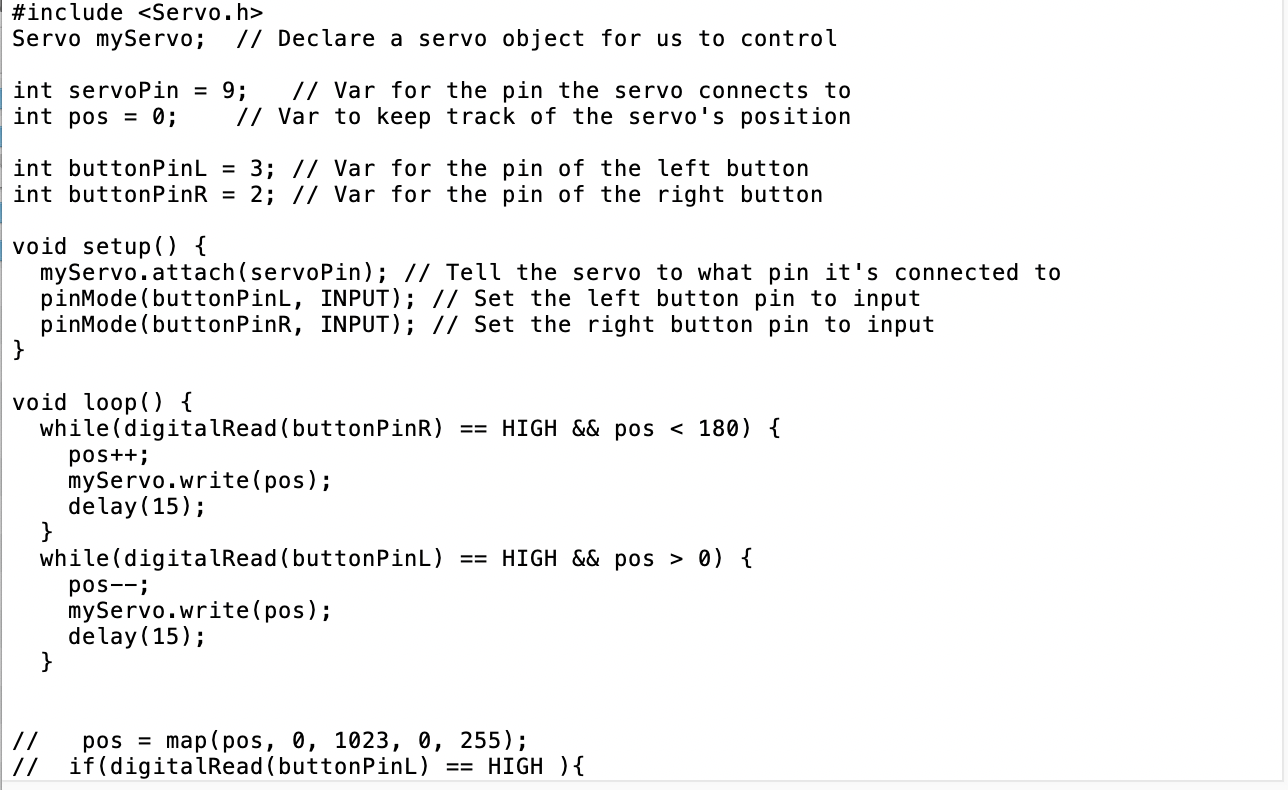 #include <Servo.h>
Servo myServo;  // Declare a servo object for us to control

int servoPin = 9;   // Var for the pin the servo connects to
int pos = 0;    // Var to keep track of the servo's position

int buttonPinL = 3; // Var for the pin of the left button
int buttonPinR = 2; // Var for the pin of the right button

void setup() {
  myServo.attach(servoPin); // Tell the servo to what pin it's connected to
  pinMode(buttonPinL, INPUT); // Set the left button pin to input
  pinMode(buttonPinR, INPUT); // Set the right button pin to input
}

void loop() {
  while(digitalRead(buttonPinR) == HIGH && pos < 180) {
    pos++;
    myServo.write(pos);
    delay(15);
  }
  while(digitalRead(buttonPinL) == HIGH && pos > 0) {
    pos--;
    myServo.write(pos);
    delay(15);
  }


//   pos = map(pos, 0, 1023, 0, 255);
//  if(digitalRead(buttonPinL) == HIGH ){